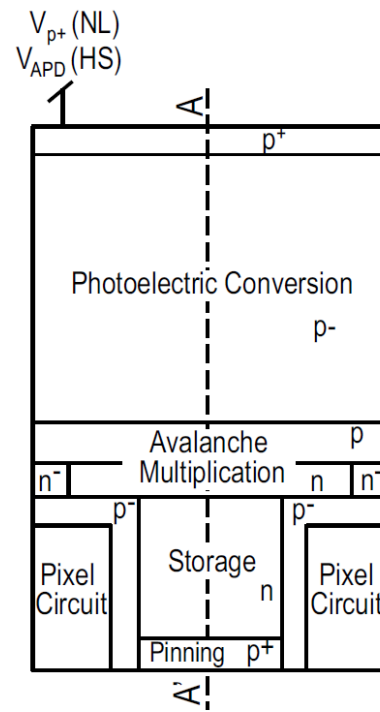 Vp+ (NL)
VAPD (HS)
A
p+
Photoelectric Conversion
p-
p
Avalanche
Multiplication
n-
n
n-
p-
p-
Pixel
Circuit
Storage
n
Pixel
Circuit
Pinning p+
A